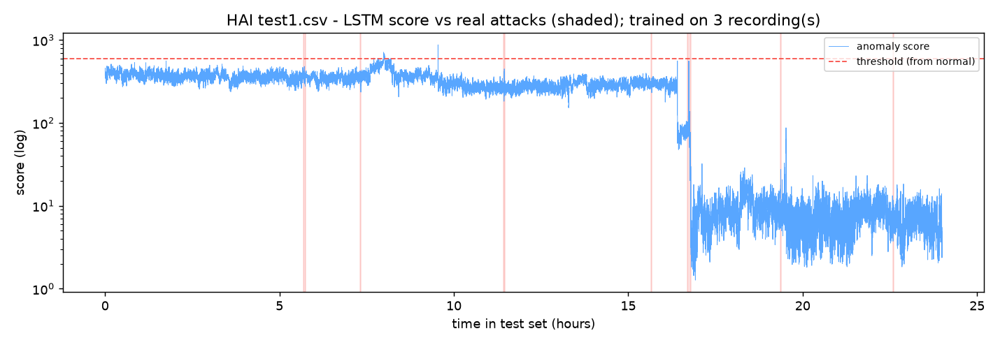 HAI test1.csv - LSTM score vs real attacks (shaded); trained on 3 recording(s)
anomaly score
threshold (from normal)
score (log)
10³
10²
10¹
10⁰
0 5 10 15 20 25
time in test set (hours)